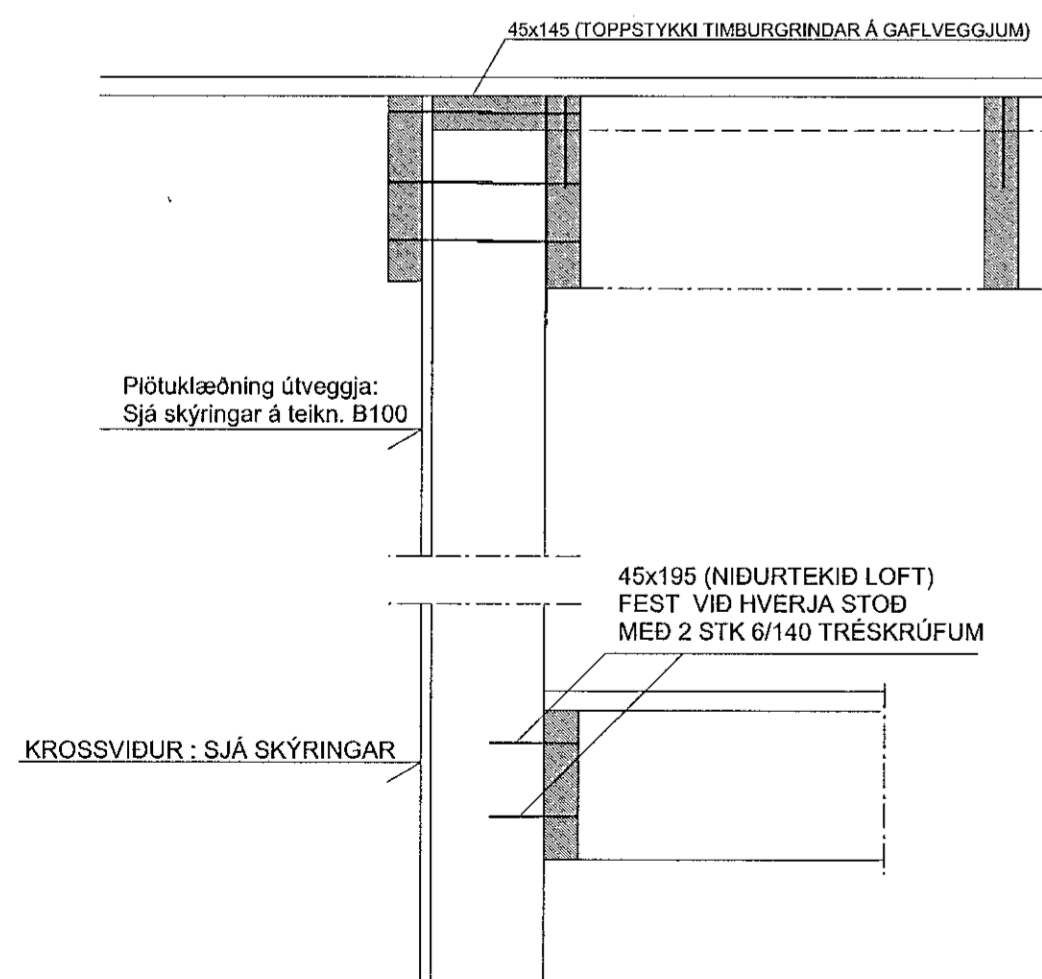 45x145 (TOPPSTYKKI TIMBURGRINDAR Á GAFLVEGGJUM)
Plötuklæðning útveggja:
Sjá skýringar á teikn. B100
45x195 (NIÐURTEKIÐ LOFT)
FEST VIÐ HVERJA STOÐ
MEÐ 2 STK 6/140 TRÉSKRÚFUM
KROSSVIÐUR : SJÁ SKÝRINGAR